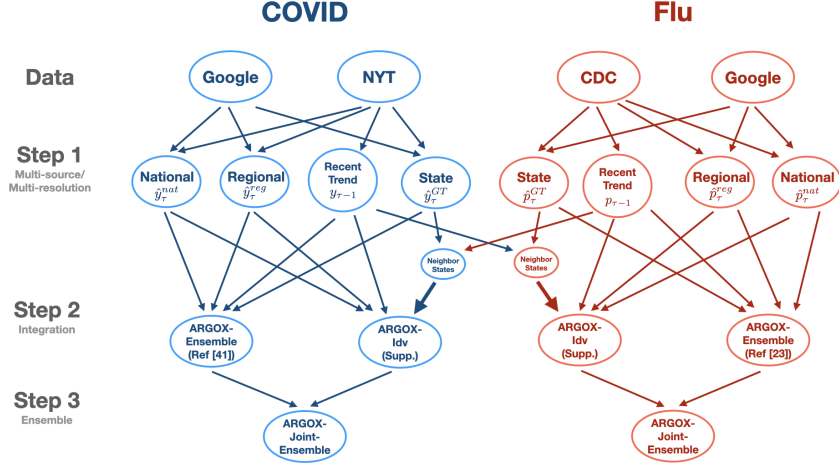 COVID
Flu
Data
Google
NYT
CDC
Google
Step 1
Multi-source/
Multi-resolution
National
ŷ_τ^{nat}
Regional
ŷ_τ^{reg}
Recent
Trend
y_{τ−1}
State
ŷ_τ^{GT}
State
p̂_τ^{GT}
Recent
Trend
p_{τ−1}
Regional
p̂_τ^{reg}
National
p̂_τ^{nat}
Neighbor
States
Neighbor
States
Step 2
Integration
ARGOX-
Ensemble
(Ref [41])
ARGOX-
Idv
(Supp.)
ARGOX-
Idv
(Supp.)
ARGOX-
Ensemble
(Ref [23])
Step 3
Ensemble
ARGOX-
Joint-
Ensemble
ARGOX-
Joint-
Ensemble